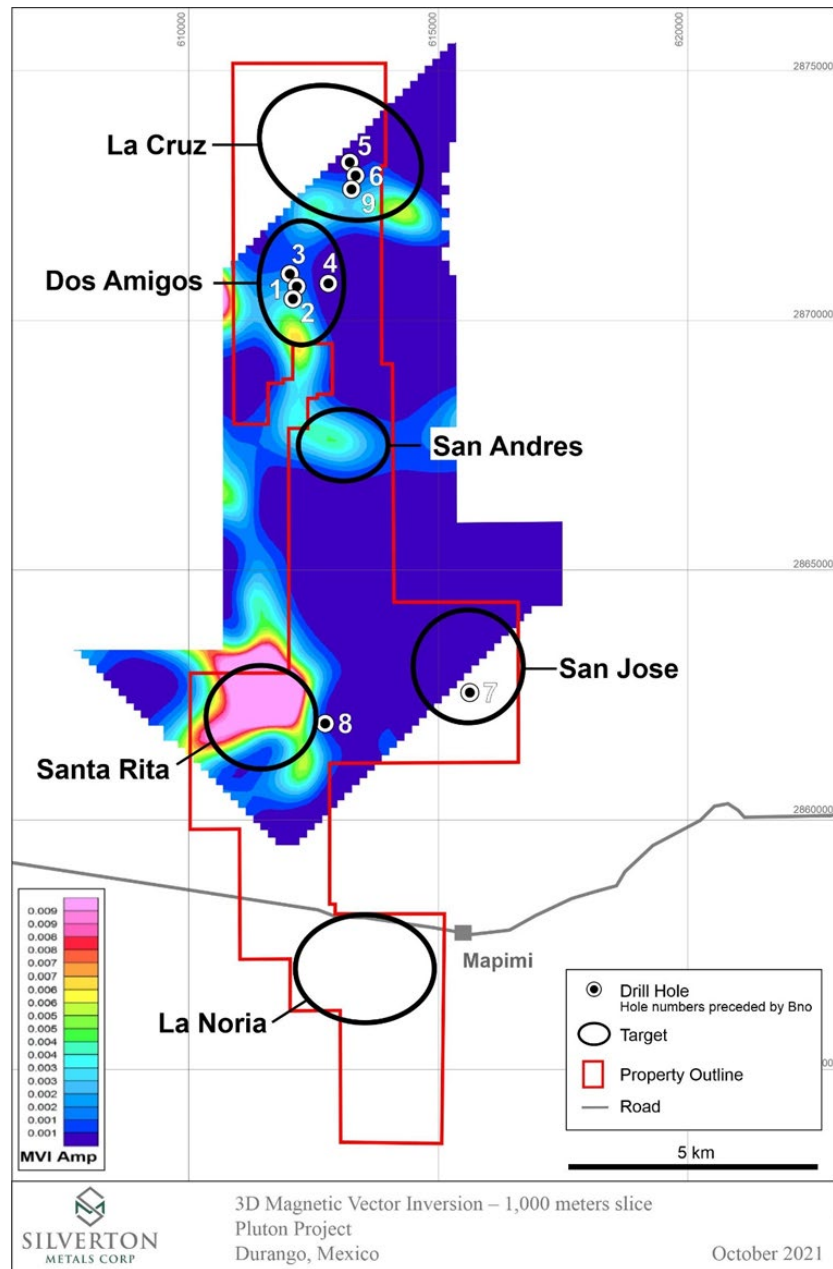 610000
615000
620000
2875000
La Cruz
5
6
9
3
4
Dos Amigos
1
2
2870000
San Andres
2865000
San Jose
7
8
Santa Rita
2860000
Mapimi
La Noria
0.009
0.009
0.008
0.008
0.007
0.007
0.006
0.006
0.005
0.005
0.004
0.004
0.003
0.003
0.002
0.002
0.001
0.001
MVI Amp
Drill Hole
Hole numbers preceded by Bno
Target
Property Outline
Road
5 km
SILVERTON
METALS CORP
3D Magnetic Vector Inversion – 1,000 meters slice
Pluton Project
Durango, Mexico
October 2021